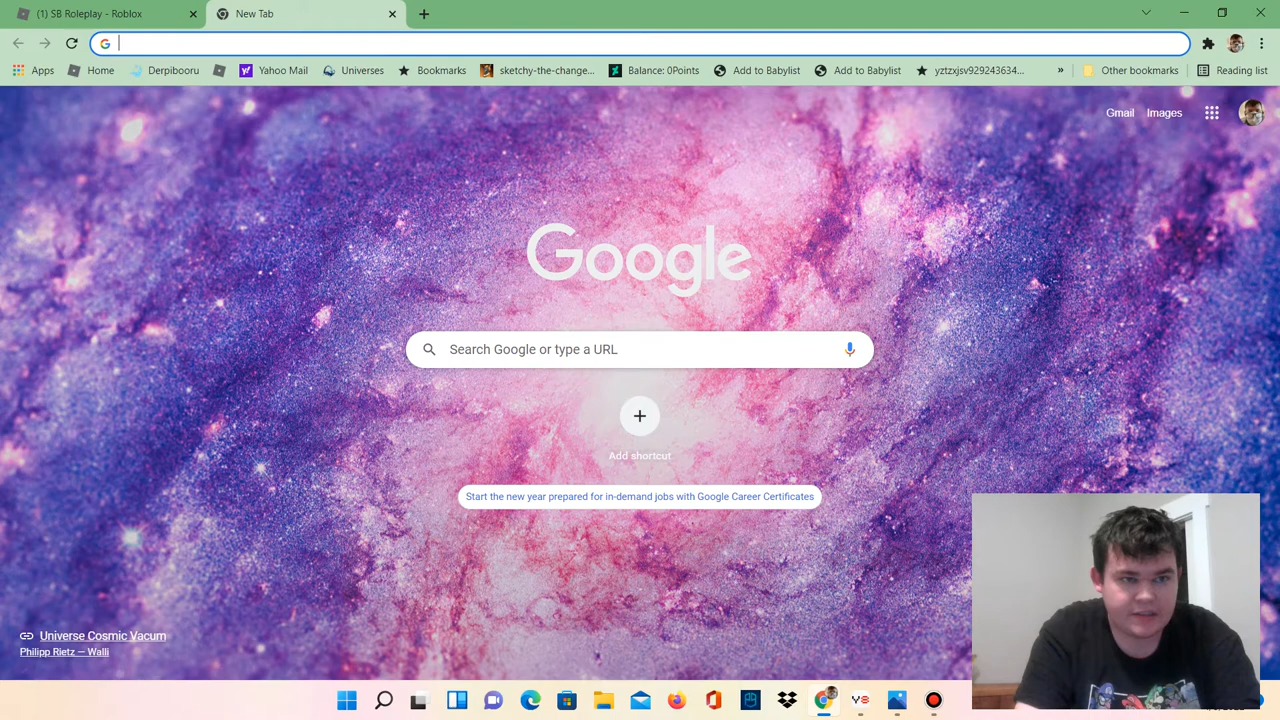 (1) SB Roleplay - Roblox
New Tab
Apps Home Derpibooru Yahoo Mail Universes Bookmarks sketchy-the-change... Balance: 0Points Add to Babylist Add to Babylist yztzxjsv929243634... » Other bookmarks Reading list
Gmail Images
Google
Search Google or type a URL
Add shortcut
Start the new year prepared for in-demand jobs with Google Career Certificates
Universe Cosmic Vacum
Philipp Rietz — Walli